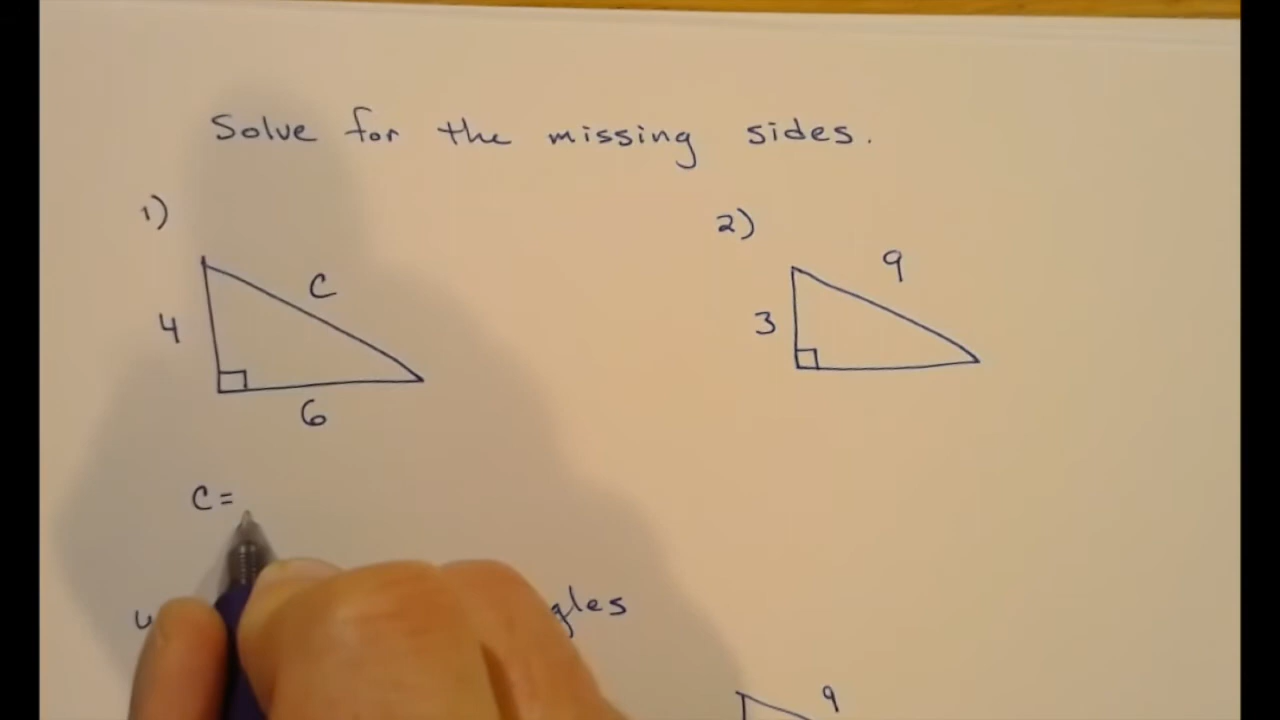 Solve for the missing sides.
1)
2)
c
4
6
9
3
c =
9